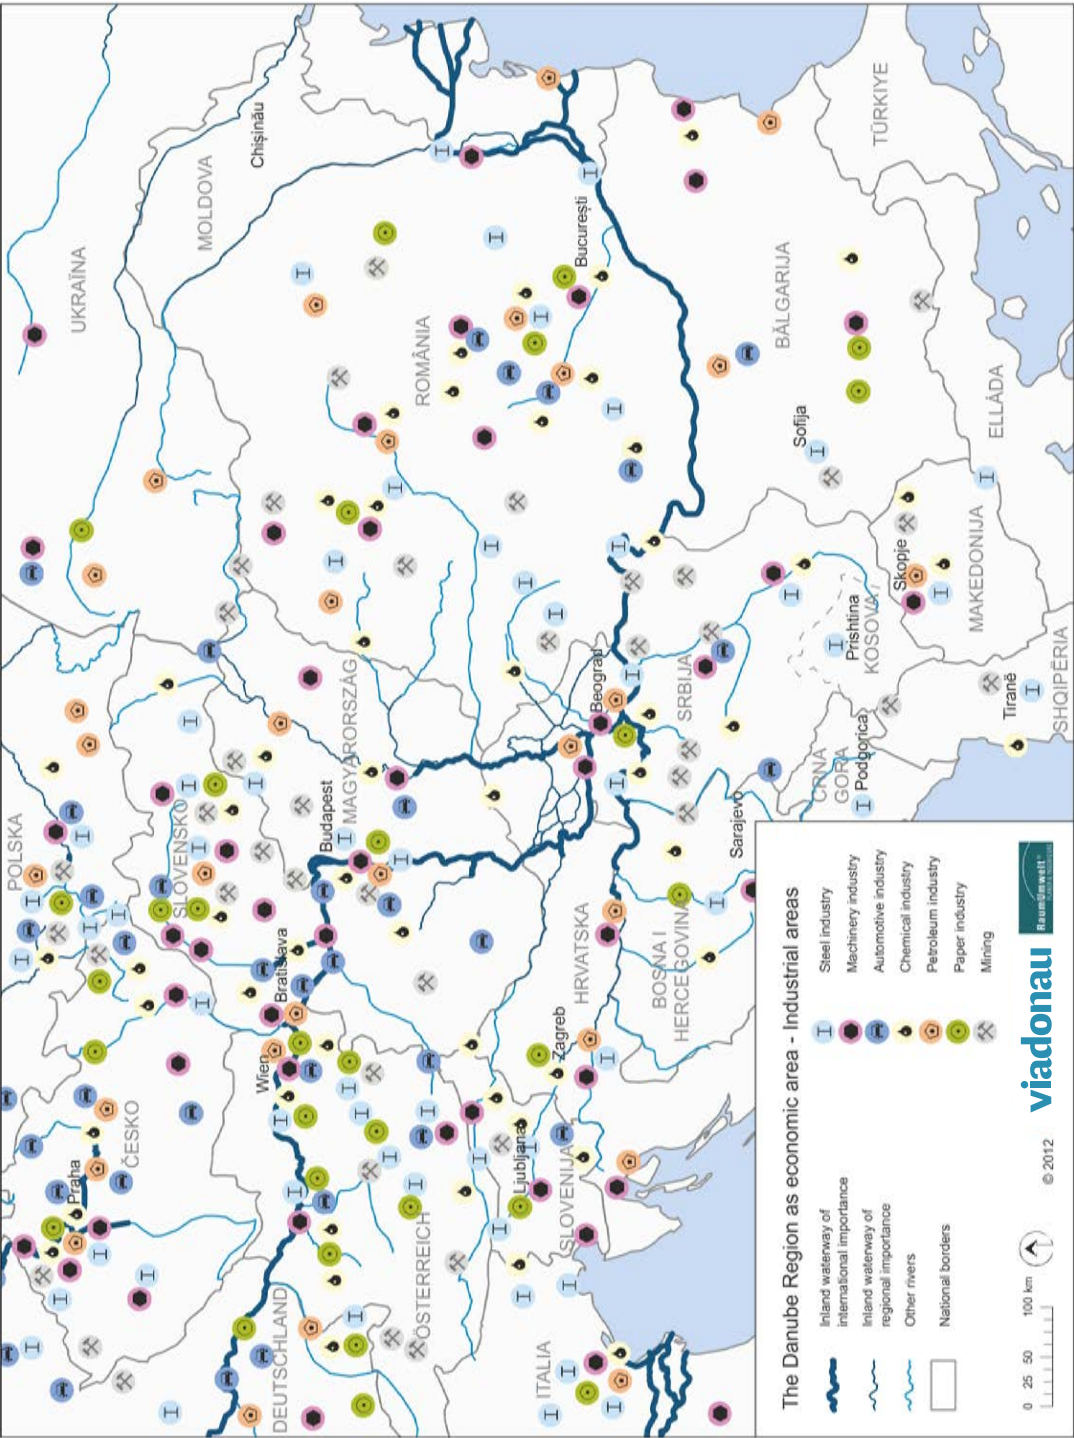 POLSKA
Praha
UKRAÏNA
ČESKO
SLOVENSKO
MOLDOVA
Chișinău
Wien
DEUTSCHLAND
Bratislava
Budapest
MAGYARORSZÁG
ÖSTERREICH
ROMÂNIA
Ljubljana
ITALIA
Zagreb
SLOVENIJA
HRVATSKA
București
Beograd
BOSNA I
HERCEGOVINA
SRBIJA
Sarajevo
BĂLGARIJA
Sofija
CRNA
GORA
Prishtina
Podgorica
KOSOVA
TÜRKIYE
Skopje
MAKEDONIJA
ELLÁDA
Tiranë
SHQIPËRIA
The Danube Region as economic area - Industrial areas
Inland waterway of
international importance
Inland waterway of
regional importance
Other rivers
National borders
Steel industry
Machinery industry
Automotive industry
Chemical industry
Petroleum industry
Paper industry
Mining
0 25 50 100 km
© 2012
viadonau
RaumUmwelt